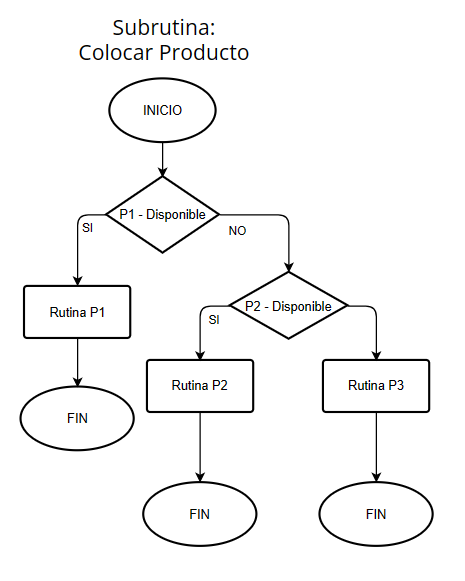 Subrutina:
Colocar Producto
INICIO
P1 - Disponible
SI
NO
P2 - Disponible
Rutina P1
SI
Rutina P2
Rutina P3
FIN
FIN
FIN